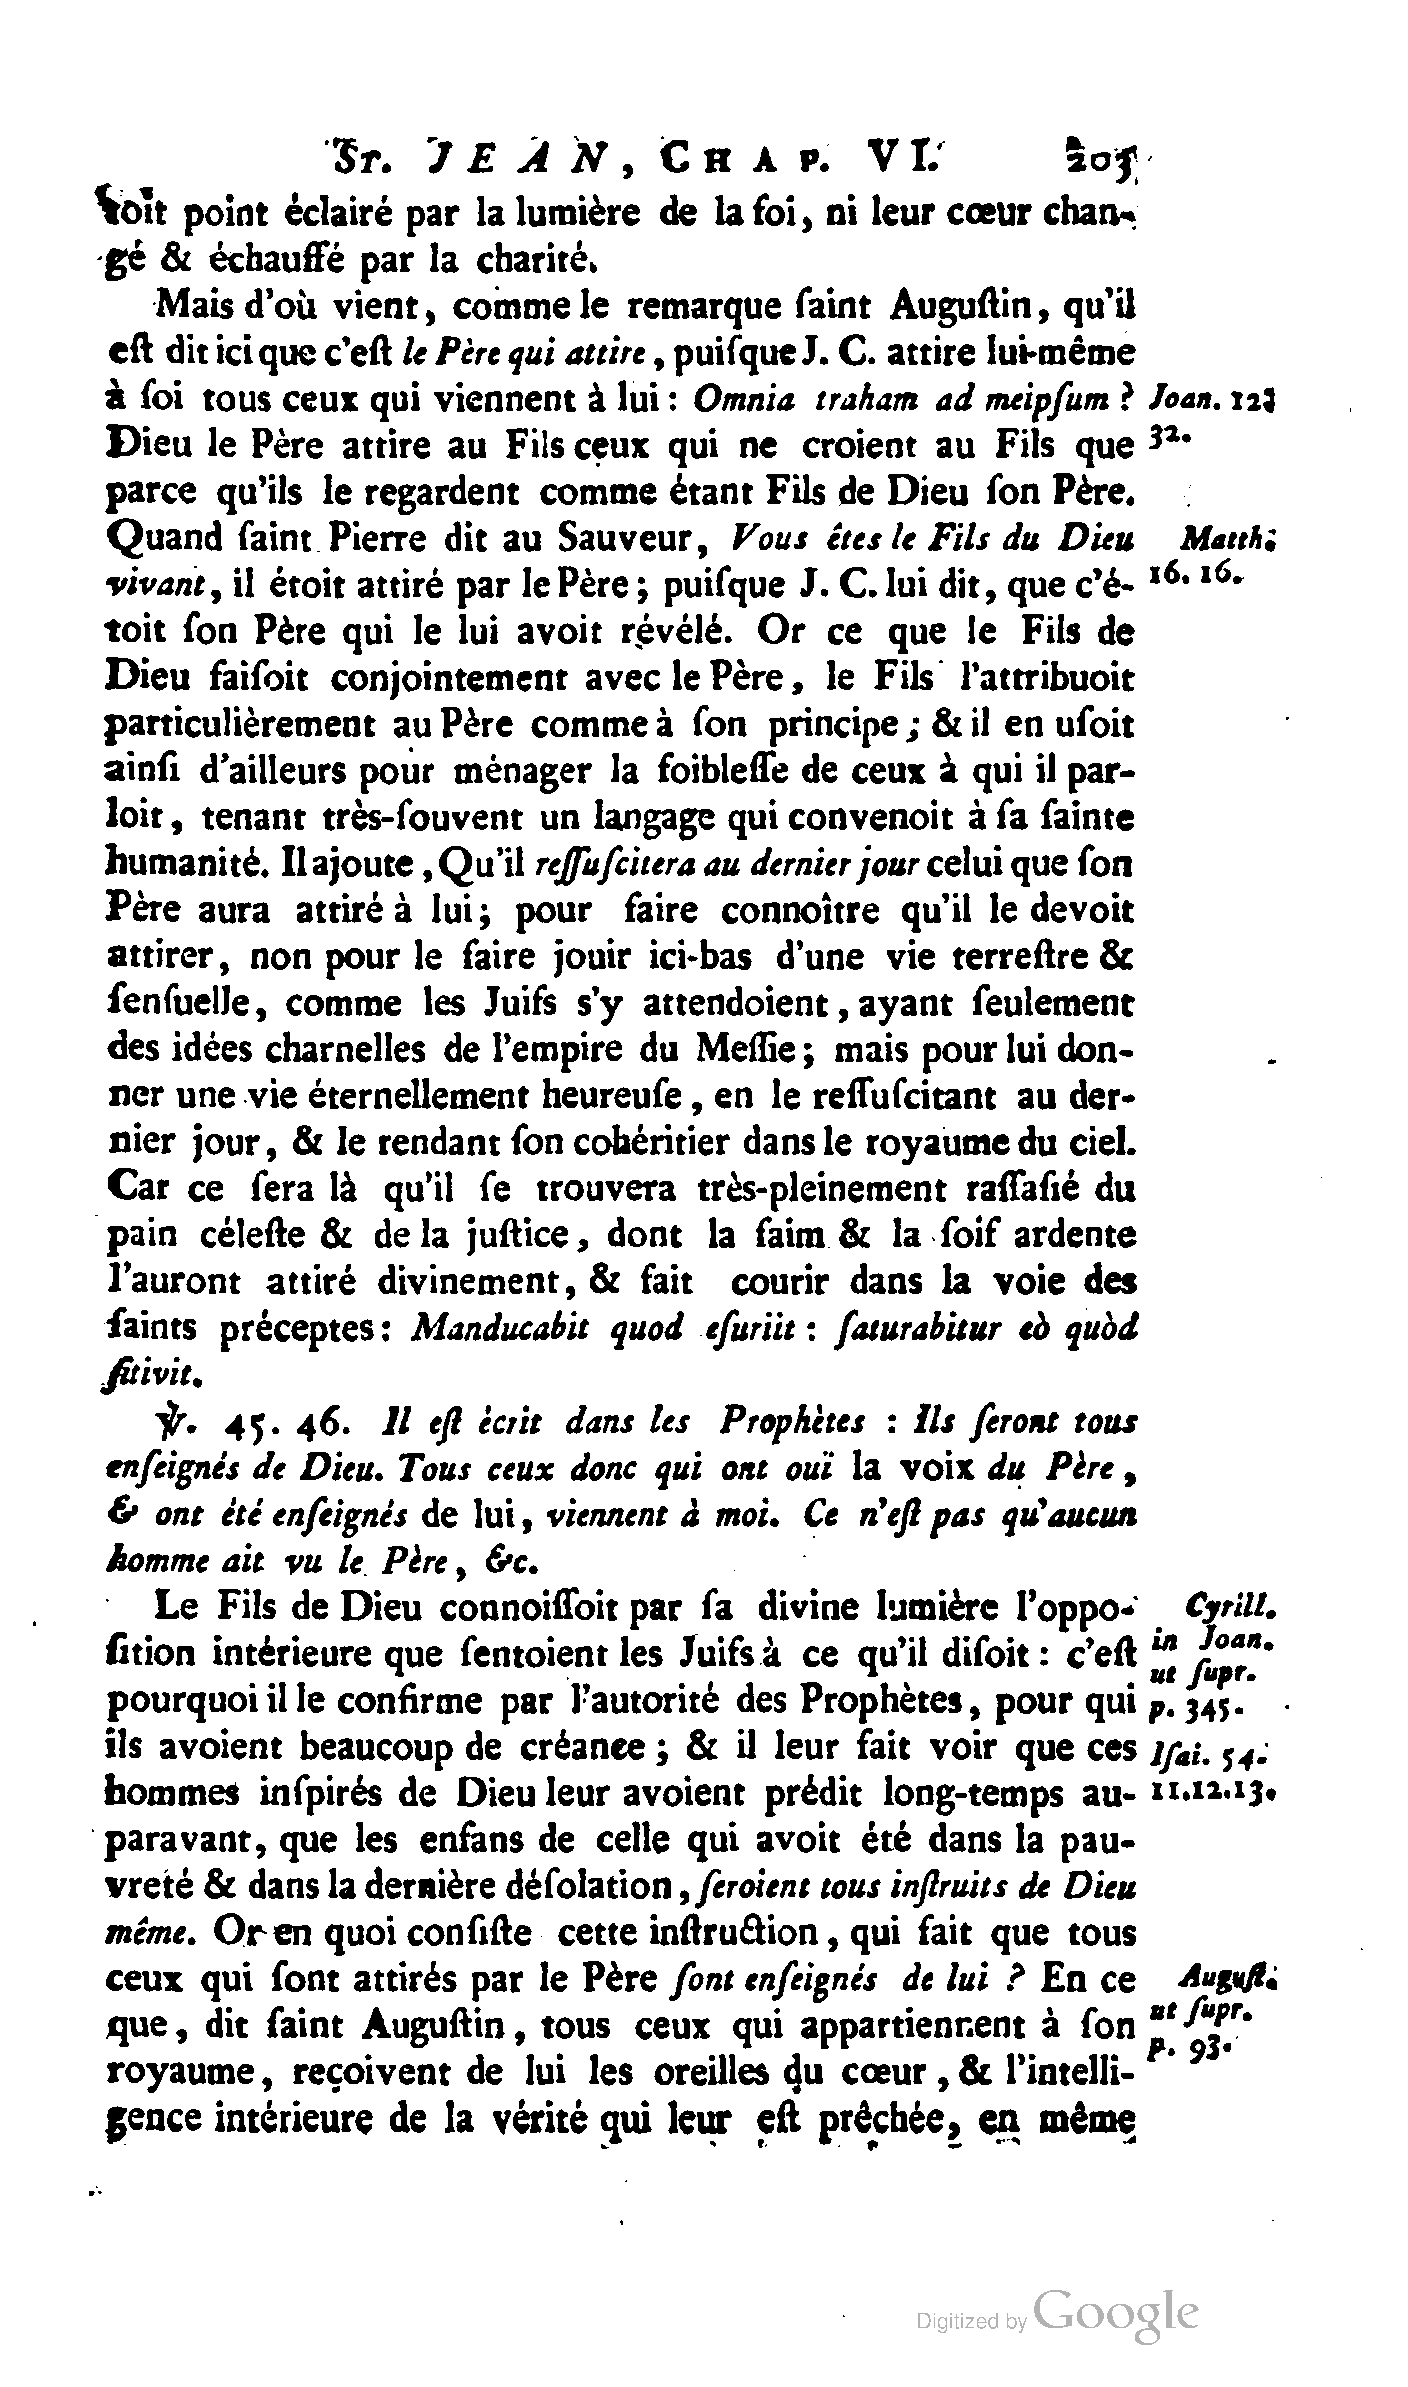 St. JEAN, CHAP. VI. 205
ſoit point éclairé par la lumière de la foi, ni leur cœur chan-
gé & échauffé par la charité.
Mais d'où vient, comme le remarque ſaint Auguſtin, qu'il
eſt dit ici que c'eſt le Père qui attire, puiſque J. C. attire lui-même
à ſoi tous ceux qui viennent à lui : Omnia traham ad meipſum ? Joan. 12.
Dieu le Père attire au Fils ceux qui ne croient au Fils que 32.
parce qu'ils le regardent comme étant Fils de Dieu ſon Père.
Quand ſaint Pierre dit au Sauveur, Vous êtes le Fils du Dieu Matth.
vivant, il étoit attiré par le Père ; puiſque J. C. lui dit, que c'é- 16. 16.
toit ſon Père qui le lui avoit révélé. Or ce que le Fils de
Dieu faiſoit conjointement avec le Père, le Fils l'attribuoit
particulièrement au Père comme à ſon principe ; & il en uſoit
ainſi d'ailleurs pour ménager la foibleſſe de ceux à qui il par-
loit, tenant très-ſouvent un langage qui convenoit à ſa ſainte
humanité. Il ajoute, Qu'il reſſuſcitera au dernier jour celui que ſon
Père aura attiré à lui ; pour faire connoître qu'il le devoit
attirer, non pour le faire jouir ici-bas d'une vie terreſtre &
ſenſuelle, comme les Juifs s'y attendoient, ayant ſeulement
des idées charnelles de l'empire du Meſſie ; mais pour lui don-
ner une vie éternellement heureuſe, en le reſſuſcitant au der-
nier jour, & le rendant ſon cohéritier dans le royaume du ciel.
Car ce ſera là qu'il ſe trouvera très-pleinement raſſaſié du
pain céleſte & de la juſtice, dont la faim & la ſoif ardente
l'auront attiré divinement, & fait courir dans la voie des
ſaints préceptes : Manducabit quod eſuriit : ſaturabitur eò quòd
ſitivit.
℣. 45. 46. Il eſt écrit dans les Prophètes : Ils ſeront tous
enſeignés de Dieu. Tous ceux donc qui ont ouï la voix du Père,
& ont été enſeignés de lui, viennent à moi. Ce n'eſt pas qu'aucun
homme ait vu le Père, &c.
Le Fils de Dieu connoiſſoit par ſa divine lumière l'oppo- Cyrill.
ſition intérieure que ſentoient les Juifs à ce qu'il diſoit : c'eſt in Joan.
ut ſupr.
pourquoi il le confirme par l'autorité des Prophètes, pour qui p. 345.
ils avoient beaucoup de créance ; & il leur fait voir que ces Iſai. 54.
hommes inſpirés de Dieu leur avoient prédit long-temps au- 11.12.13.
paravant, que les enfans de celle qui avoit été dans la pau-
vreté & dans la dernière déſolation, ſeroient tous inſtruits de Dieu
même. Or en quoi conſiſte cette inſtruction, qui fait que tous
ceux qui ſont attirés par le Père ſont enſeignés de lui ? En ce Auguſt.
que, dit ſaint Auguſtin, tous ceux qui appartiennent à ſon ut ſupr.
royaume, reçoivent de lui les oreilles du cœur, & l'intelli- p. 93.
gence intérieure de la vérité qui leur eſt prêchée, en même
Digitized by Google